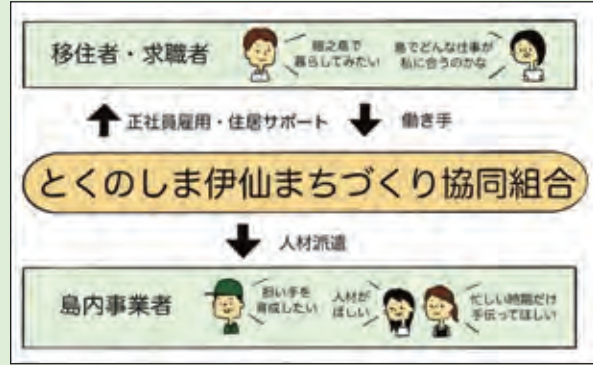 移住者・求職者
徳之島で
暮らしてみたい
島でどんな仕事が
私に合うのかな
正社員雇用・住居サポート
働き手
とくのしま伊仙まちづくり協同組合
人材派遣
島内事業者
担い手を
育成したい
人材が
ほしい
忙しい時期だけ
手伝ってほしい